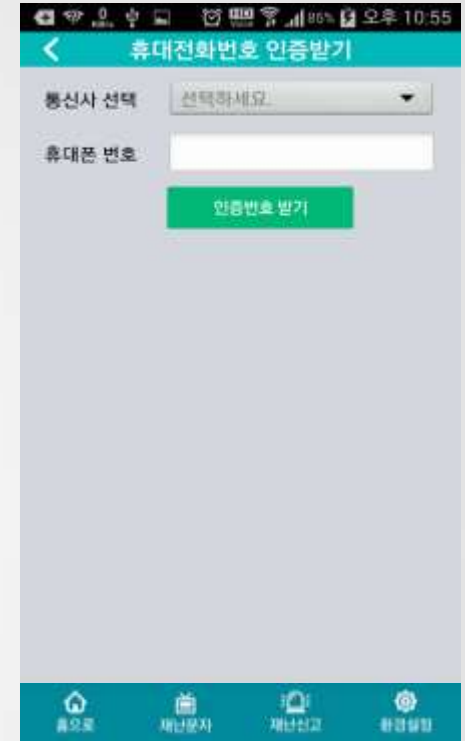 86% 오후 10:55
휴대전화번호 인증받기
통신사 선택 선택하세요.
휴대폰 번호
인증번호 받기
홈으로 재난문자 재난신고 환경설정